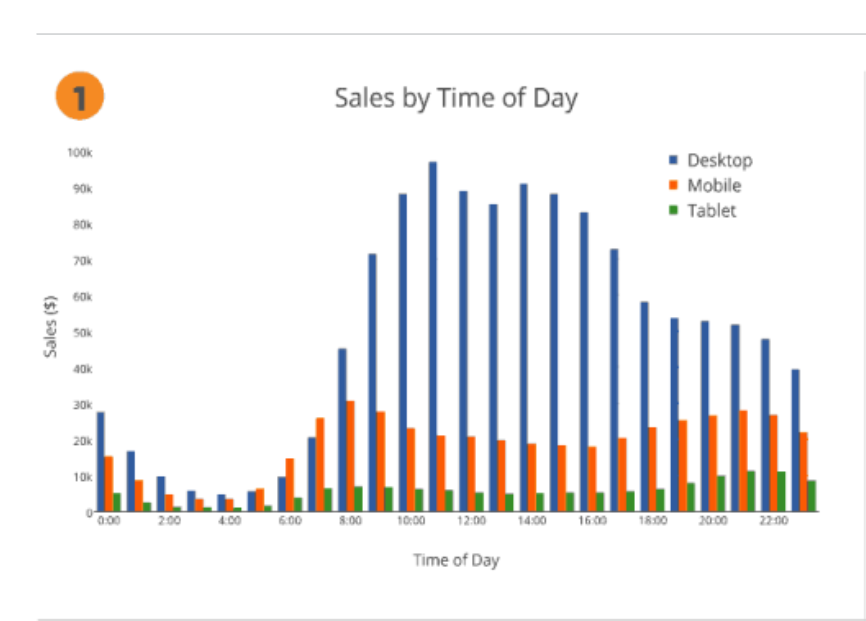 1
Sales by Time of Day
Desktop
Mobile
Tablet
Sales ($)
100k
90k
80k
70k
60k
50k
40k
30k
20k
10k
0
0:00 2:00 4:00 6:00 8:00 10:00 12:00 14:00 16:00 18:00 20:00 22:00
Time of Day